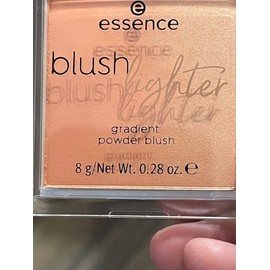 essence
blush
lighter
gradient
powder blush
8 g/Net Wt. 0.28 oz. ℮